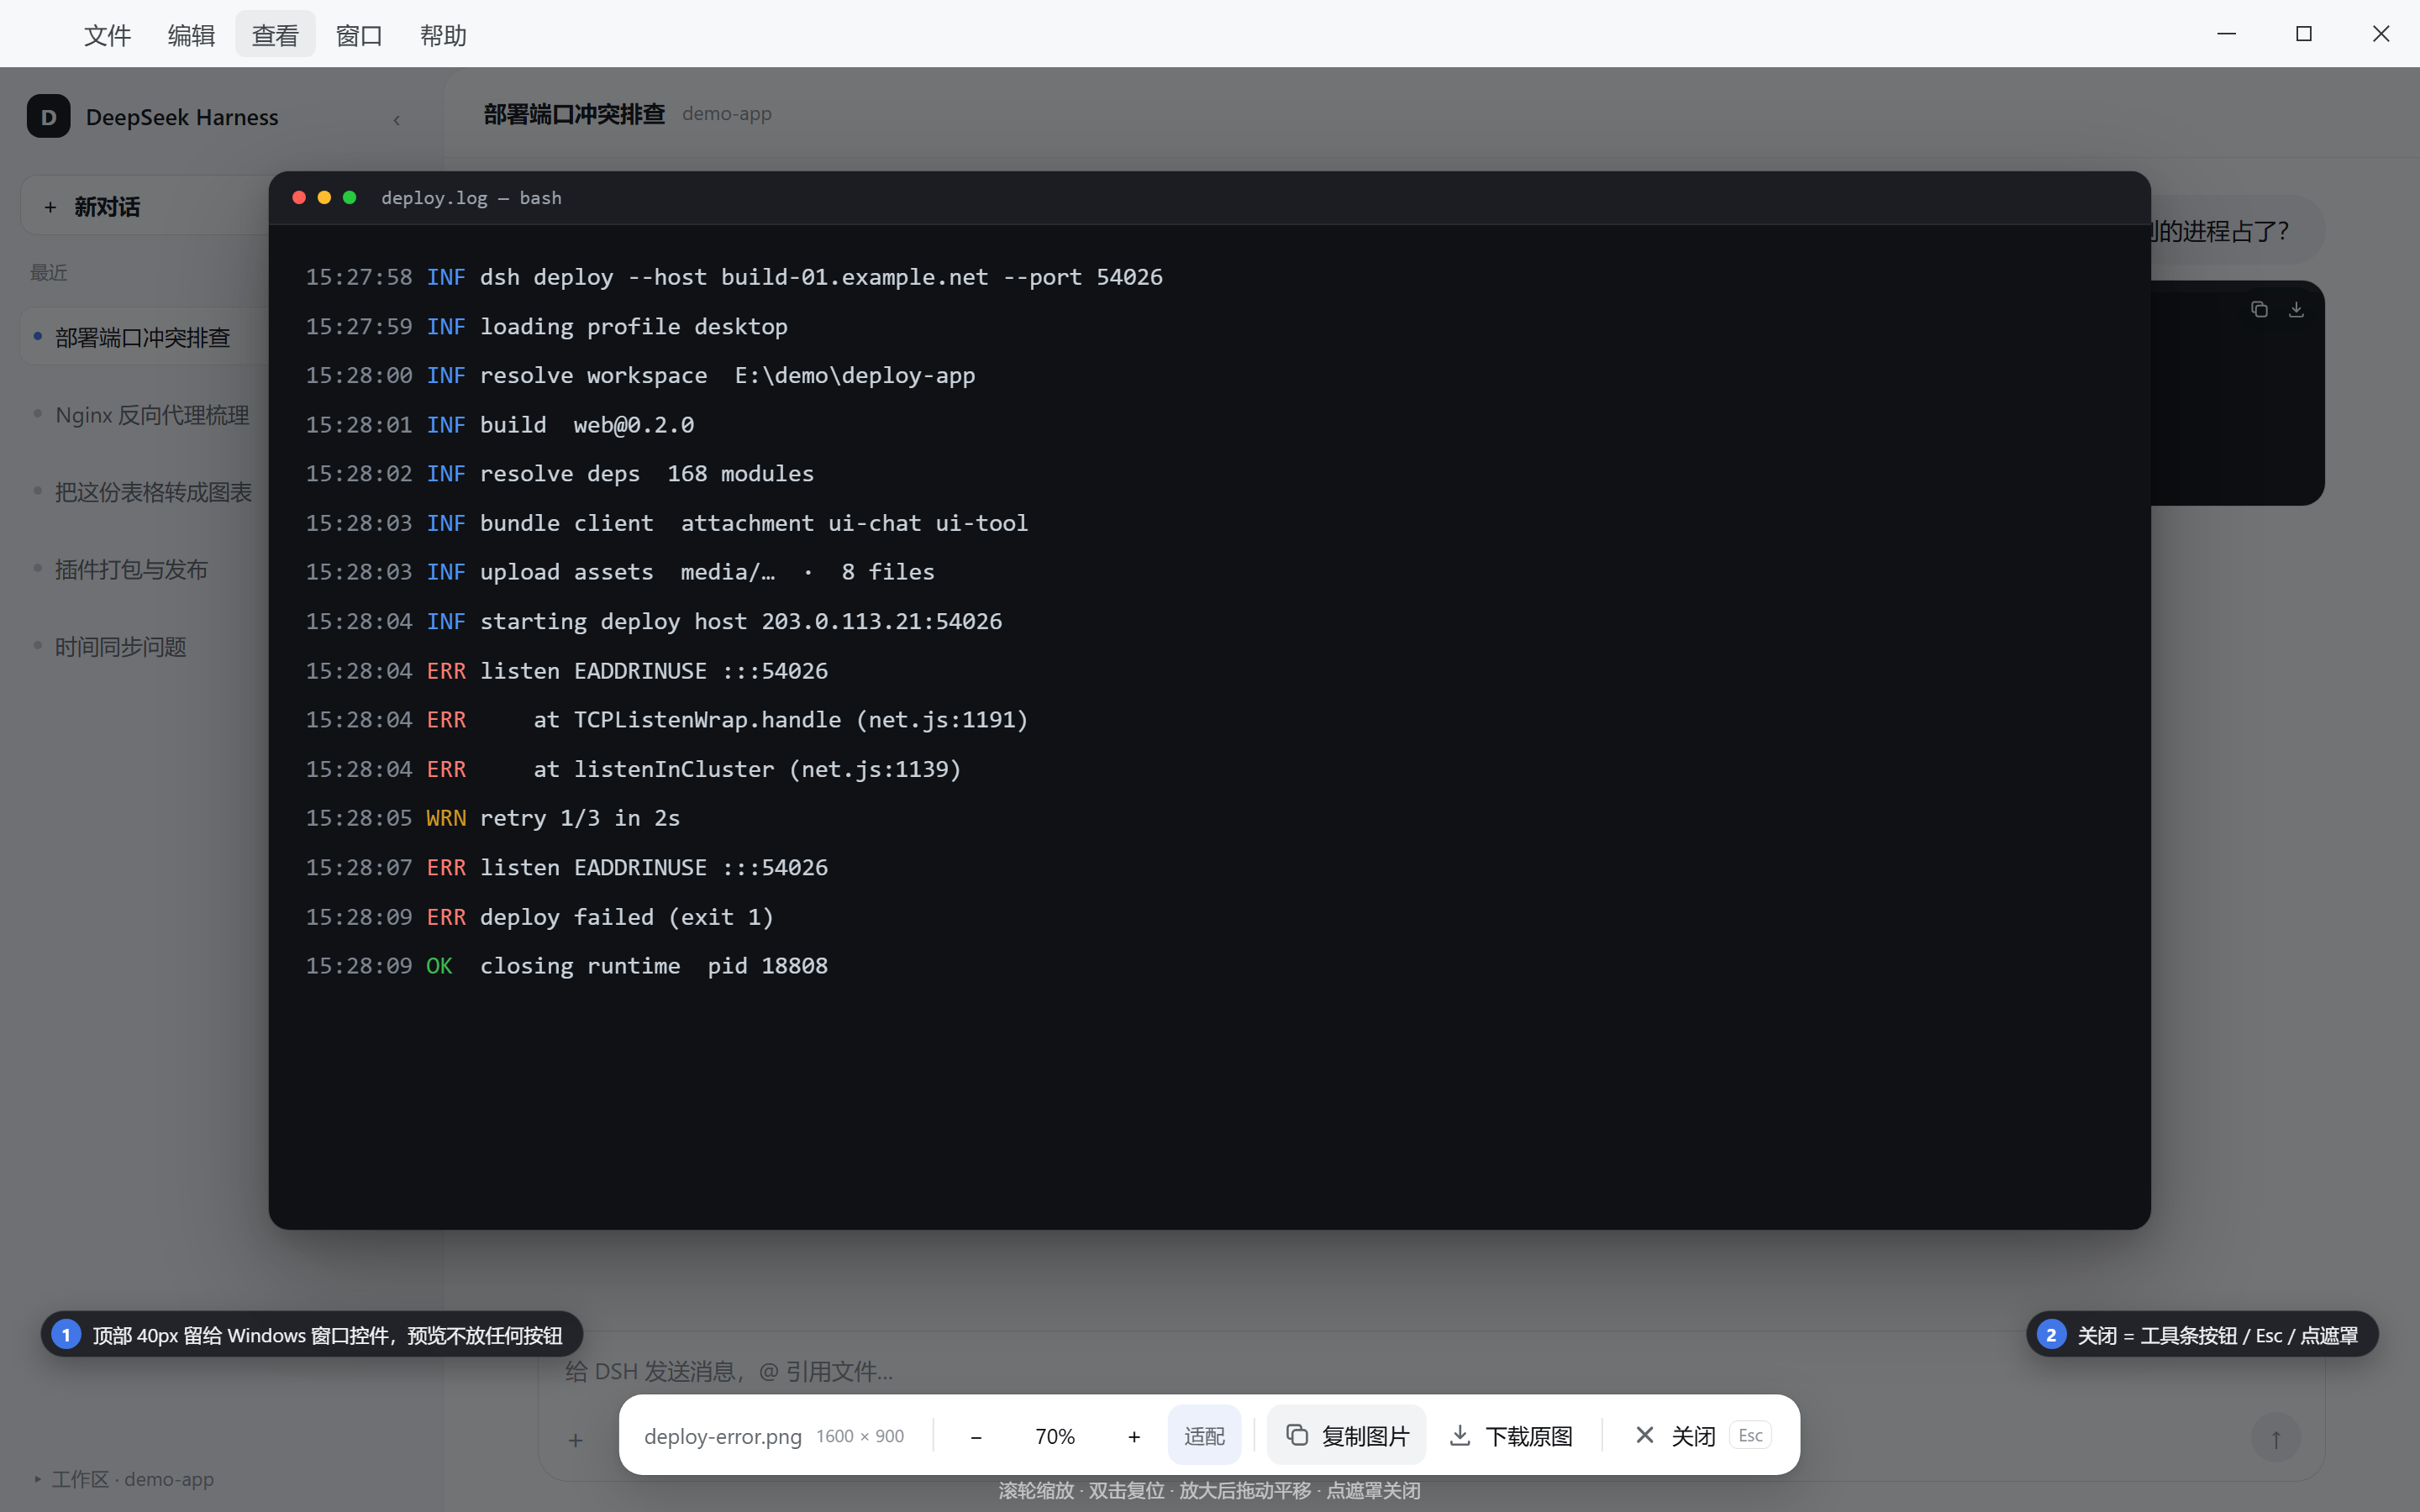 文件 编辑 查看 窗口 帮助
D DeepSeek Harness ‹
部署端口冲突排查 demo-app
+ 新对话
最近
部署端口冲突排查
Nginx 反向代理梳理
把这份表格转成图表
插件打包与发布
时间同步问题
的进程占了？
deploy.log — bash
15:27:58 INF dsh deploy --host build-01.example.net --port 54026
15:27:59 INF loading profile desktop
15:28:00 INF resolve workspace  E:\demo\deploy-app
15:28:01 INF build  web@0.2.0
15:28:02 INF resolve deps  168 modules
15:28:03 INF bundle client  attachment ui-chat ui-tool
15:28:03 INF upload assets  media/…  ·  8 files
15:28:04 INF starting deploy host 203.0.113.21:54026
15:28:04 ERR listen EADDRINUSE :::54026
15:28:04 ERR     at TCPListenWrap.handle (net.js:1191)
15:28:04 ERR     at listenInCluster (net.js:1139)
15:28:05 WRN retry 1/3 in 2s
15:28:07 ERR listen EADDRINUSE :::54026
15:28:09 ERR deploy failed (exit 1)
15:28:09 OK  closing runtime  pid 18808
1 顶部 40px 留给 Windows 窗口控件，预览不放任何按钮
2 关闭 = 工具条按钮 / Esc / 点遮罩
给 DSH 发送消息，@ 引用文件...
+
deploy-error.png 1600 × 900 − 70% + 适配 复制图片 下载原图 关闭 Esc
↑
工作区 · demo-app
滚轮缩放 · 双击复位 · 放大后拖动平移 · 点遮罩关闭